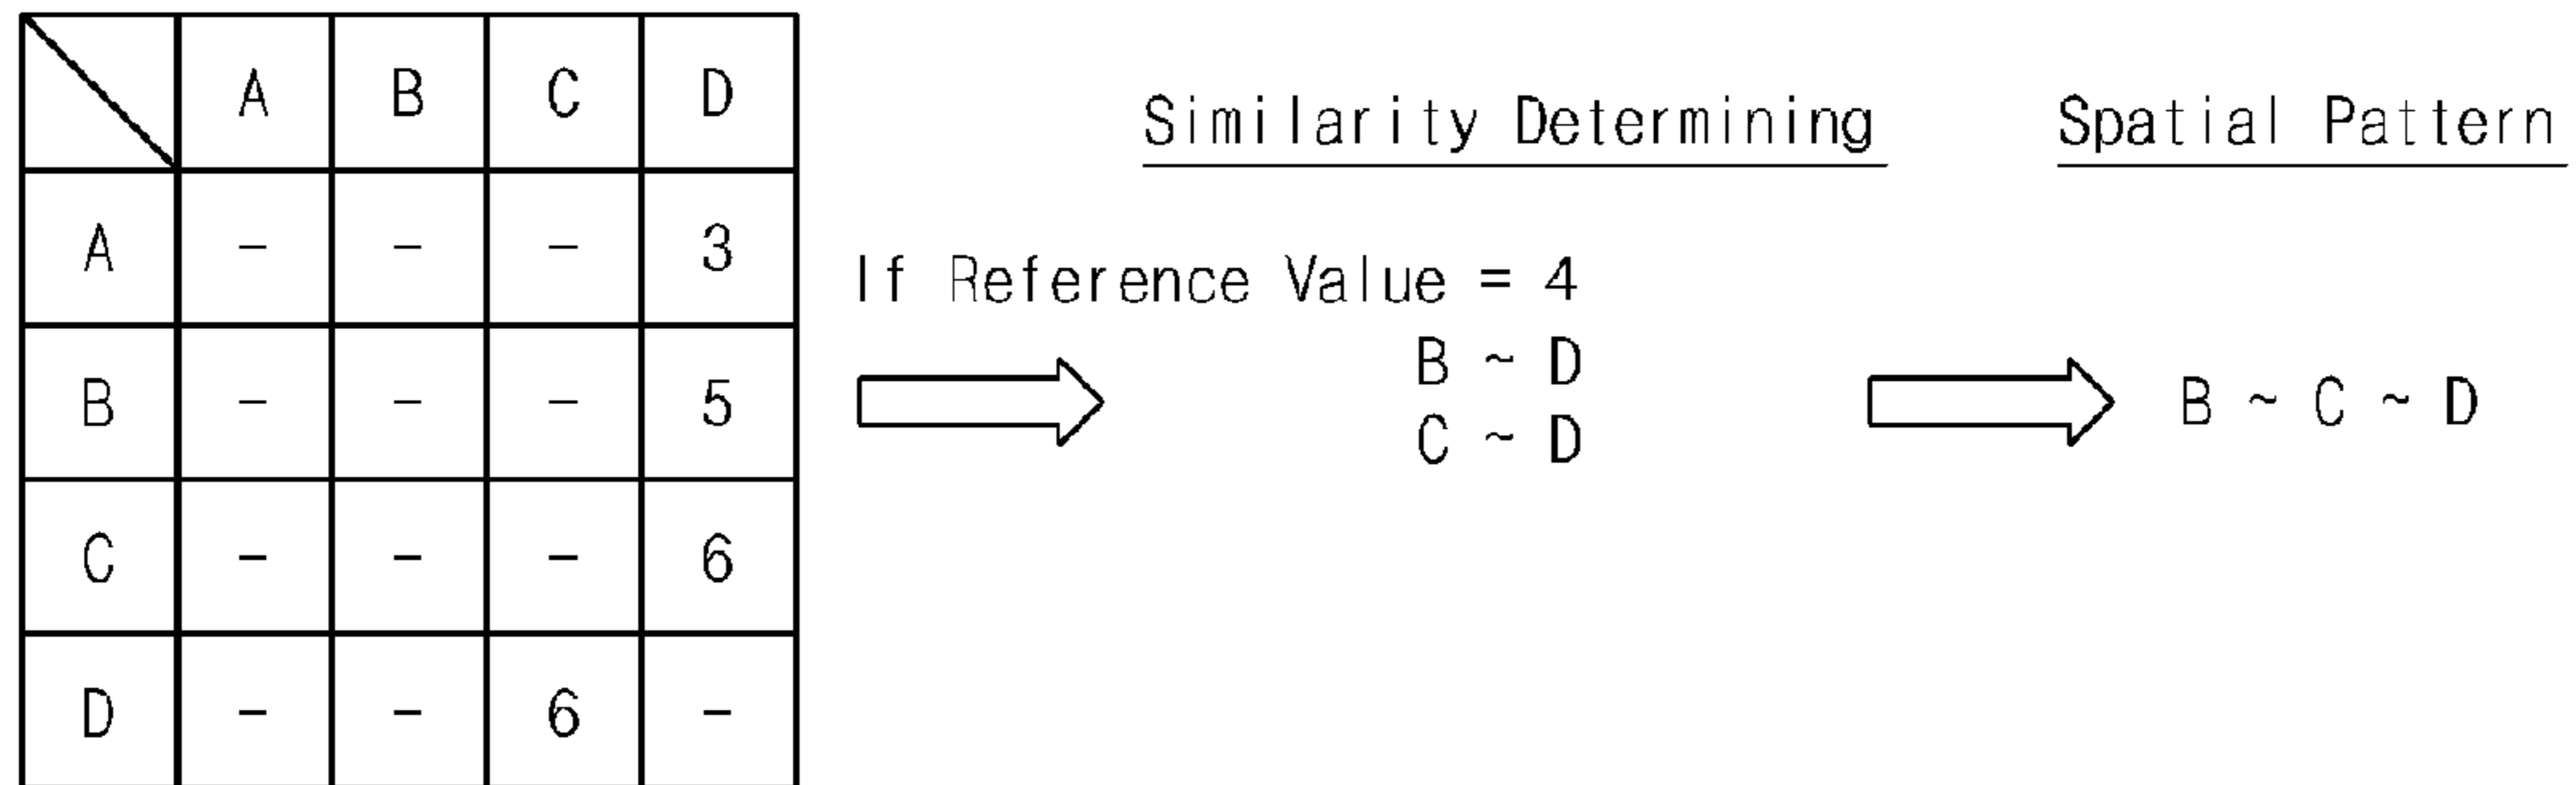 A B C D
A - - - 3
B - - - 5
C - - - 6
D - - 6 -
Similarity Determining
Spatial Pattern
If Reference Value = 4
B ~ D
C ~ D
B ~ C ~ D